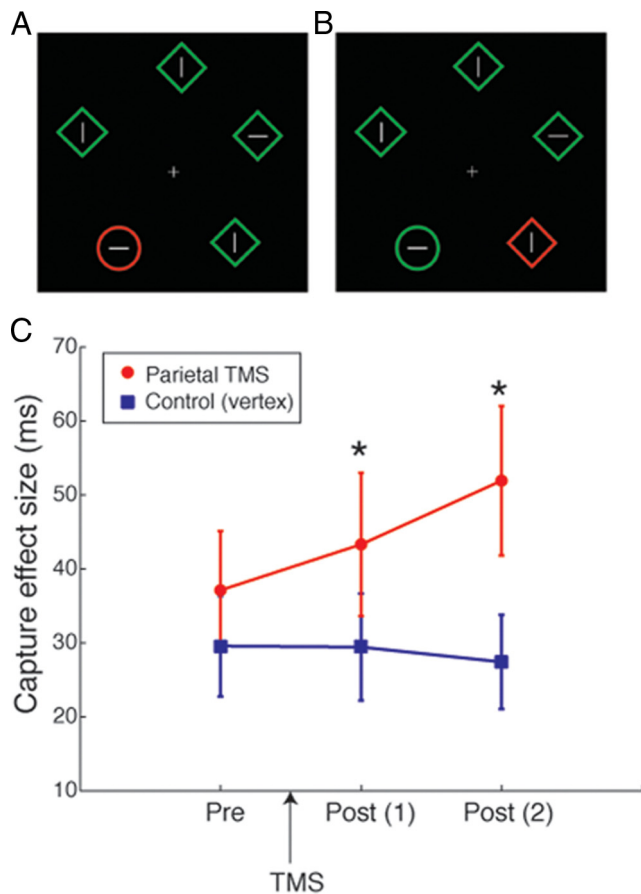 A
B
C
70
60
50
40
30
20
10
Capture effect size (ms)
Parietal TMS
Control (vertex)
*
*
Pre
Post (1)
Post (2)
TMS